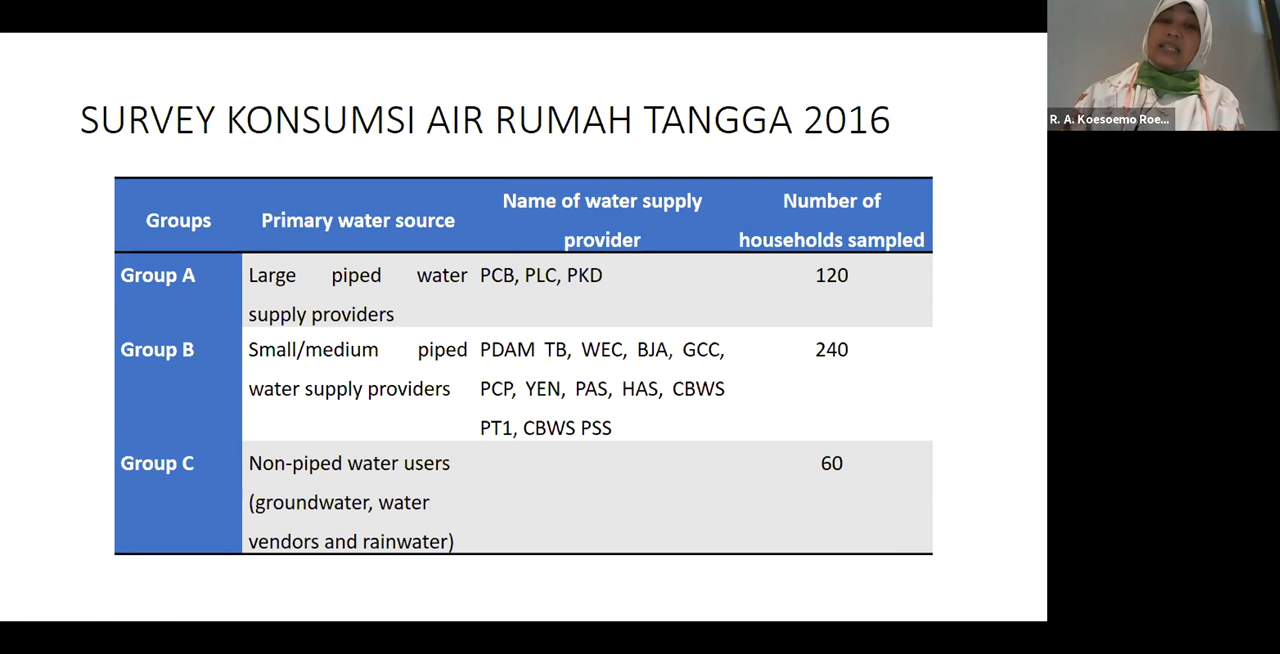 SURVEY KONSUMSI AIR RUMAH TANGGA 2016
Groups
Primary water source
Name of water supply
provider
Number of
households sampled
Group A
Large piped water
supply providers
PCB, PLC, PKD
120
Group B
Small/medium piped
water supply providers
PDAM TB, WEC, BJA, GCC,
PCP, YEN, PAS, HAS, CBWS
PT1, CBWS PSS
240
Group C
Non-piped water users
(groundwater, water
vendors and rainwater)
60
R. A. Koesoemo Roe...